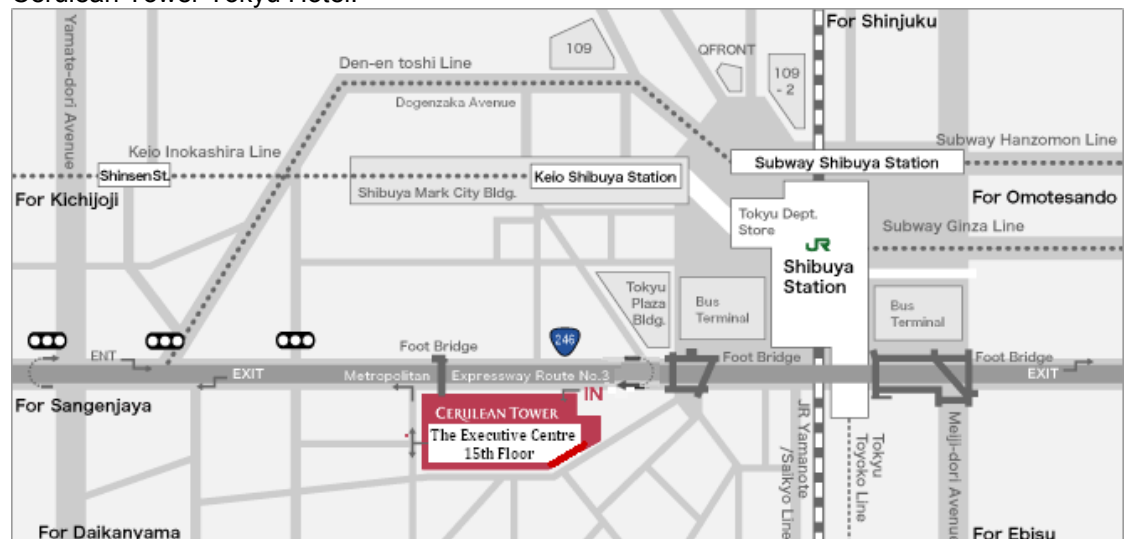 Cerulean Tower Tokyu Hotel.
For Shinjuku
Yamate-dori Avenue
109
QFRONT
109
- 2
Den-en toshi Line
Dogenzaka Avenue
Subway Hanzomon Line
Keio Inokashira Line
Subway Shibuya Station
ShinsenSt.
Keio Shibuya Station
Shibuya Mark City Bldg.
For Kichijoji
For Omotesando
Tokyu Dept.
Store
Subway Ginza Line
JR
Shibuya
Station
Tokyu
Plaza
Bldg.
Bus
Terminal
Bus
Terminal
246
Foot Bridge
ENT
Foot Bridge
Foot Bridge
EXIT
Metropolitan
Expressway Route No.3
EXIT
IN
For Sangenjaya
CERULEAN TOWER
The Executive Centre
15th Floor
JR Yamanote
/Saikyo Line
Tokyu
Toyoko Line
Meiji-dori Avenue
For Daikanyama
For Ebisu